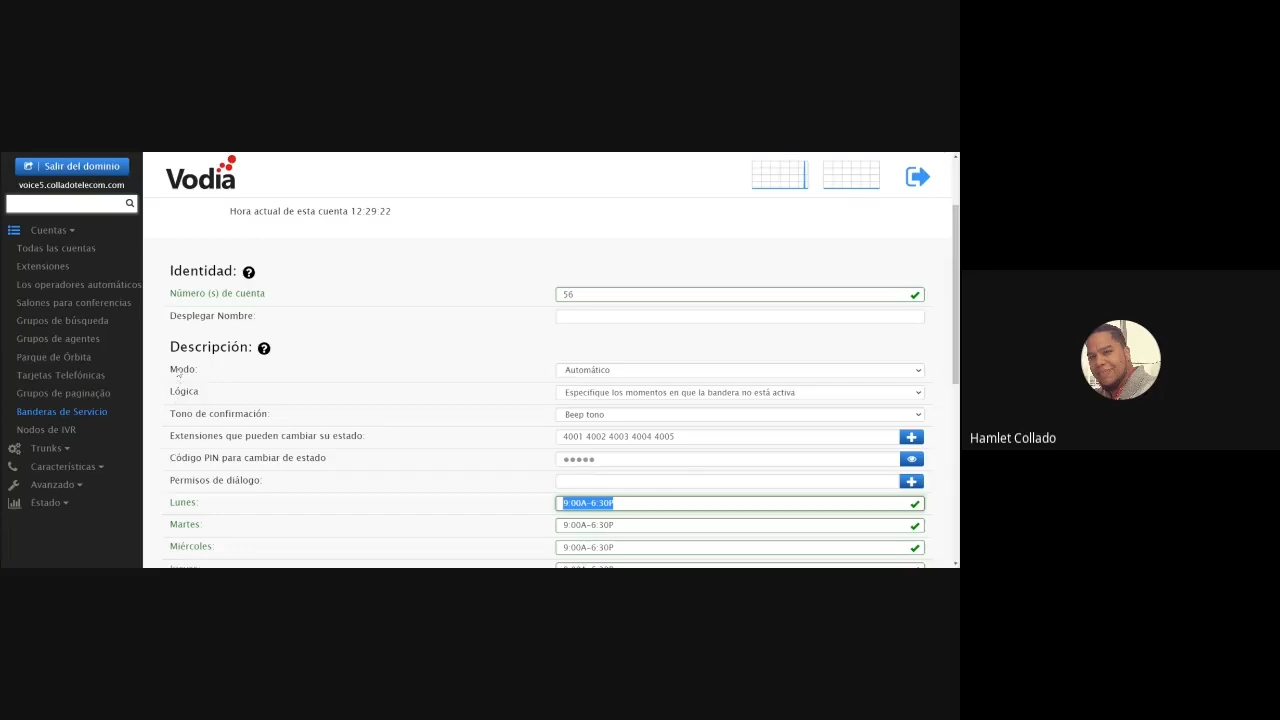 Salir del dominio
voice5.colladotelecom.com
Cuentas
Todas las cuentas
Extensiones
Los operadores automáticos
Salones para conferencias
Grupos de búsqueda
Grupos de agentes
Parque de Órbita
Tarjetas Telefónicas
Grupos de paginação
Banderas de Servicio
Nodos de IVR
Trunks
Características
Avanzado
Estado
Vodia
Hora actual de esta cuenta 12:29:22
Identidad:
Número (s) de cuenta 56
Desplegar Nombre:
Descripción:
Modo: Automático
Lógica Especifique los momentos en que la bandera no está activa
Tono de confirmación: Beep tono
Extensiones que pueden cambiar su estado: 4001 4002 4003 4004 4005
Código PIN para cambiar de estado
Permisos de diálogo:
Lunes: 9:00A-6:30P
Martes: 9:00A-6:30P
Miércoles: 9:00A-6:30P
Hamlet Collado